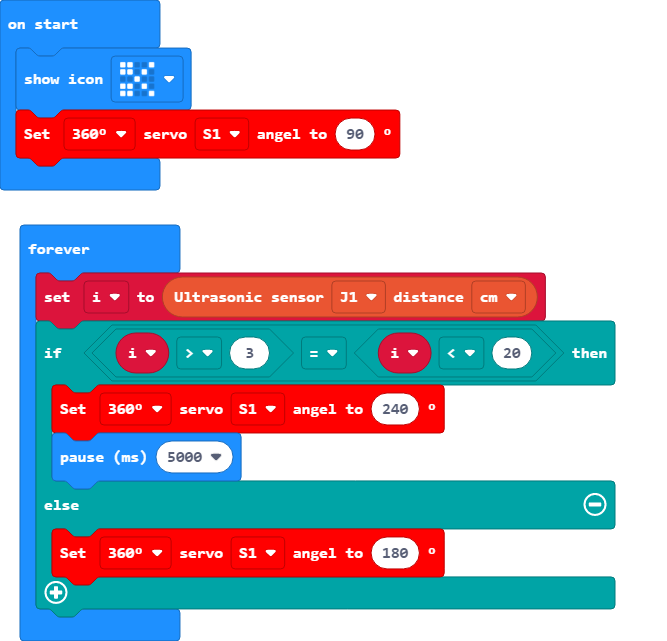 on start
show icon
Set 360º servo S1 angel to 90 º
forever
set i to Ultrasonic sensor J1 distance cm
if i > 3 = i < 20 then
Set 360º servo S1 angel to 240 º
pause (ms) 5000
else
Set 360º servo S1 angel to 180 º